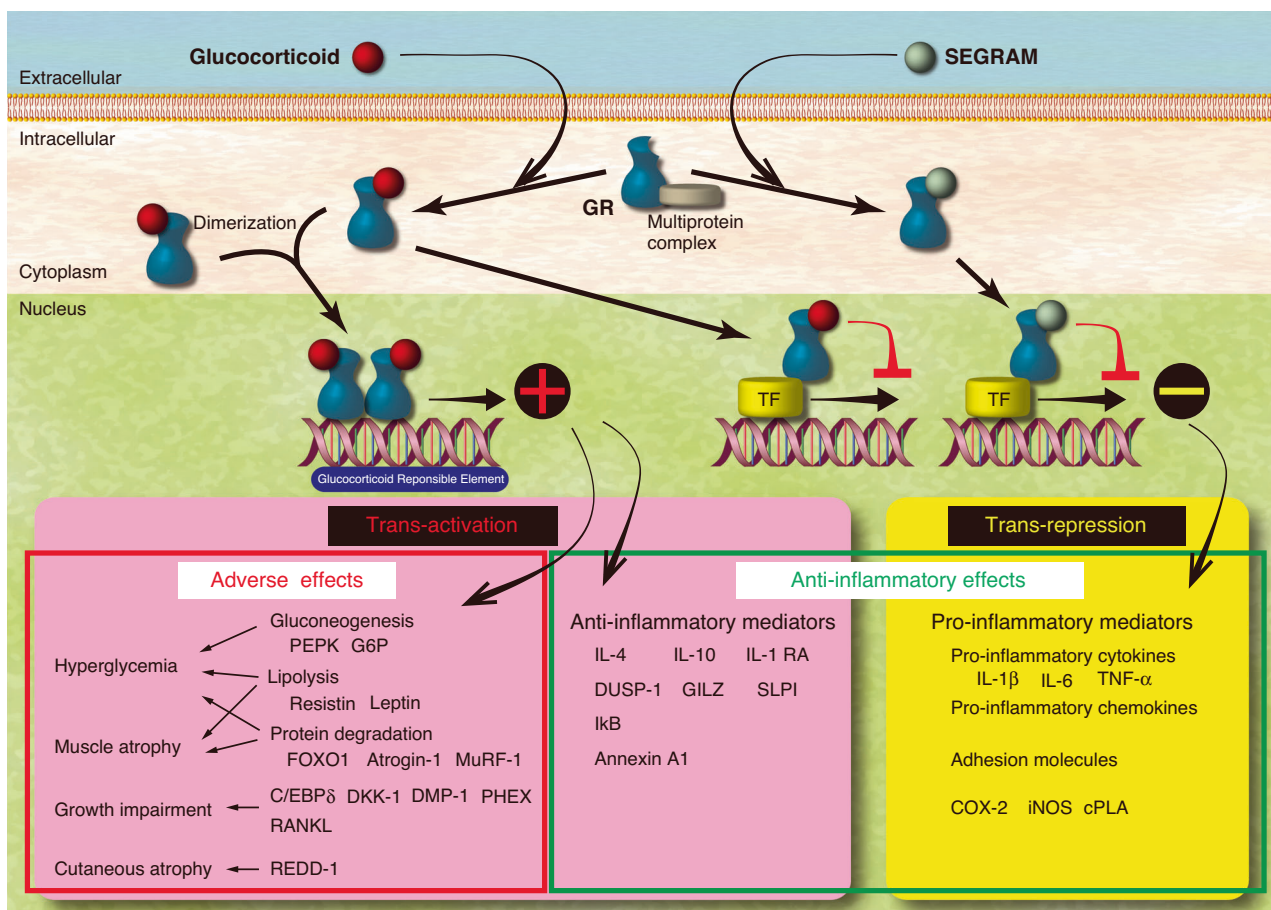 Glucocorticoid
SEGRAM
Extracellular
Intracellular
GR
Multiprotein
complex
Dimerization
Cytoplasm
Nucleus
TF
TF
Glucocorticoid Reponsible Element
Trans-activation
Trans-repression
Adverse effects
Anti-inflammatory effects
Gluconeogenesis
PEPK G6P
Hyperglycemia
Lipolysis
Resistin Leptin
Protein degradation
Muscle atrophy
FOXO1 Atrogin-1 MuRF-1
C/EBPδ DKK-1 DMP-1 PHEX
Growth impairment
RANKL
Cutaneous atrophy
REDD-1
Anti-inflammatory mediators
IL-4 IL-10 IL-1 RA
DUSP-1 GILZ SLPI
IkB
Annexin A1
Pro-inflammatory mediators
Pro-inflammatory cytokines
IL-1β IL-6 TNF-α
Pro-inflammatory chemokines
Adhesion molecules
COX-2 iNOS cPLA